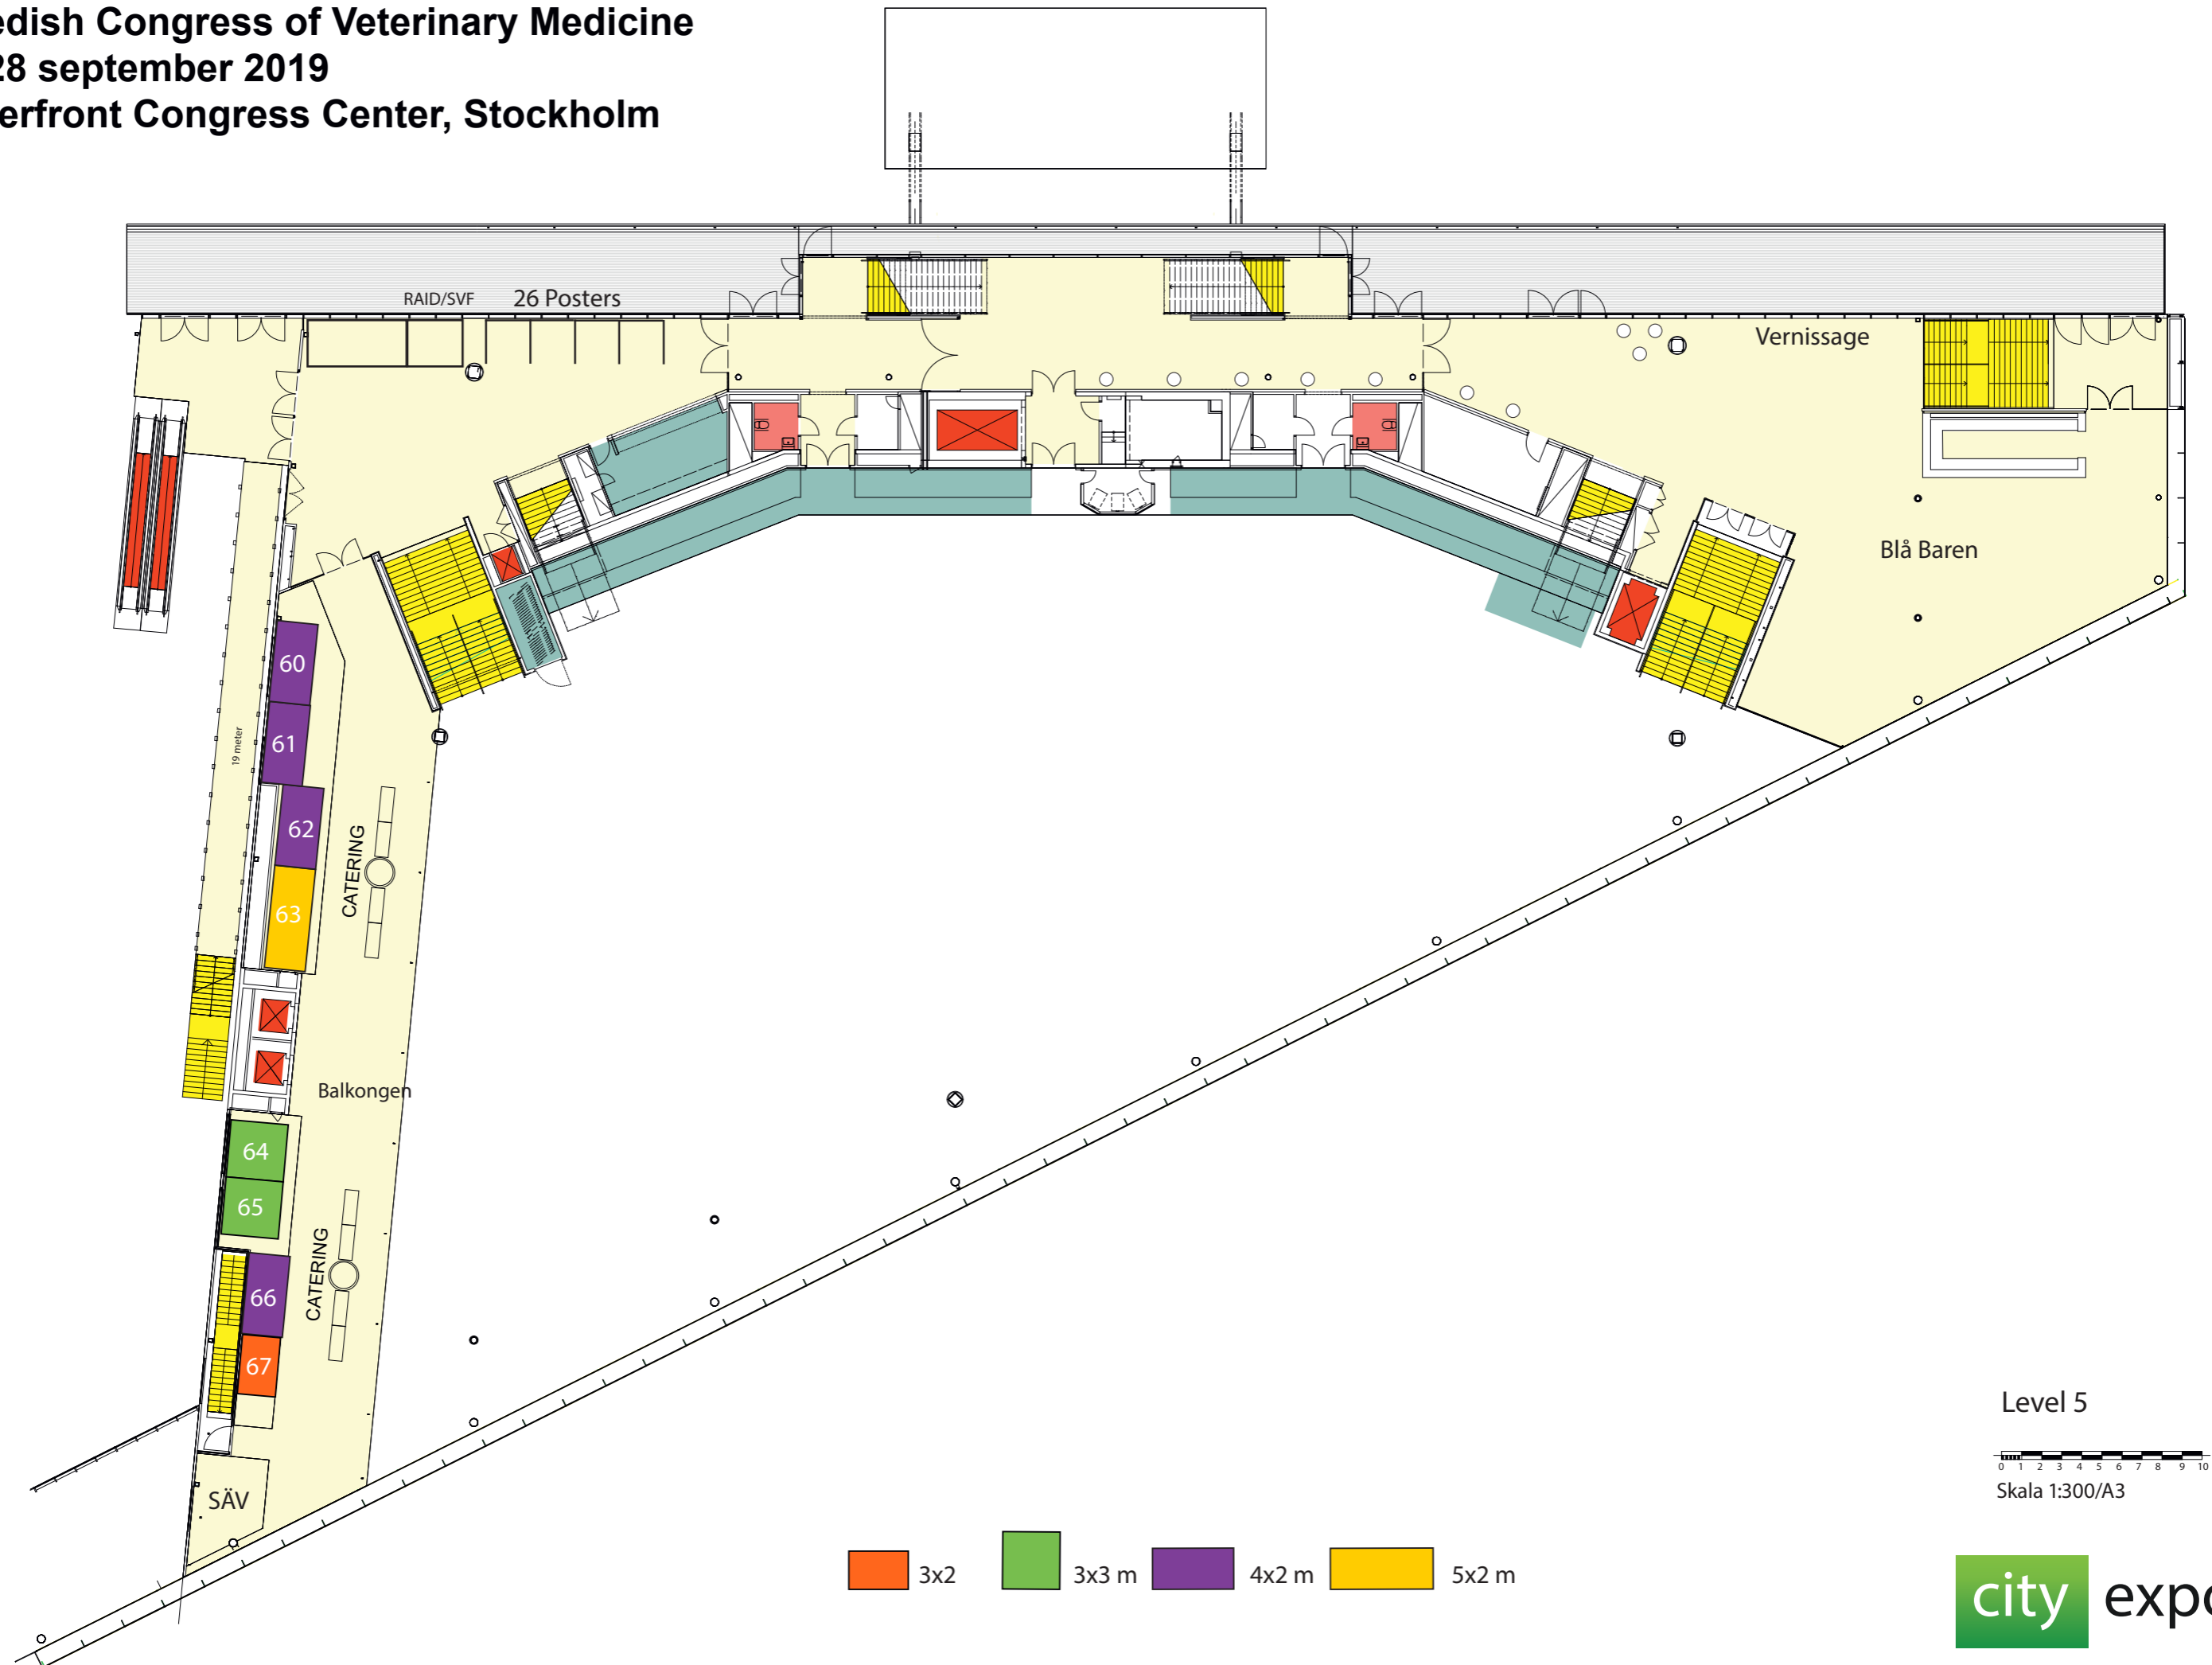 edish Congress of Veterinary Medicine
28 september 2019
erfront Congress Center, Stockholm
RAID/SVF
26 Posters
Vernissage
Blå Baren
60
61
19 meter
62
CATERING
63
Balkongen
64
65
CATERING
66
67
SÄV
Level 5
0 1 2 3 4 5 6 7 8 9 10
Skala 1:300/A3
3x2
3x3 m
4x2 m
5x2 m
city expo